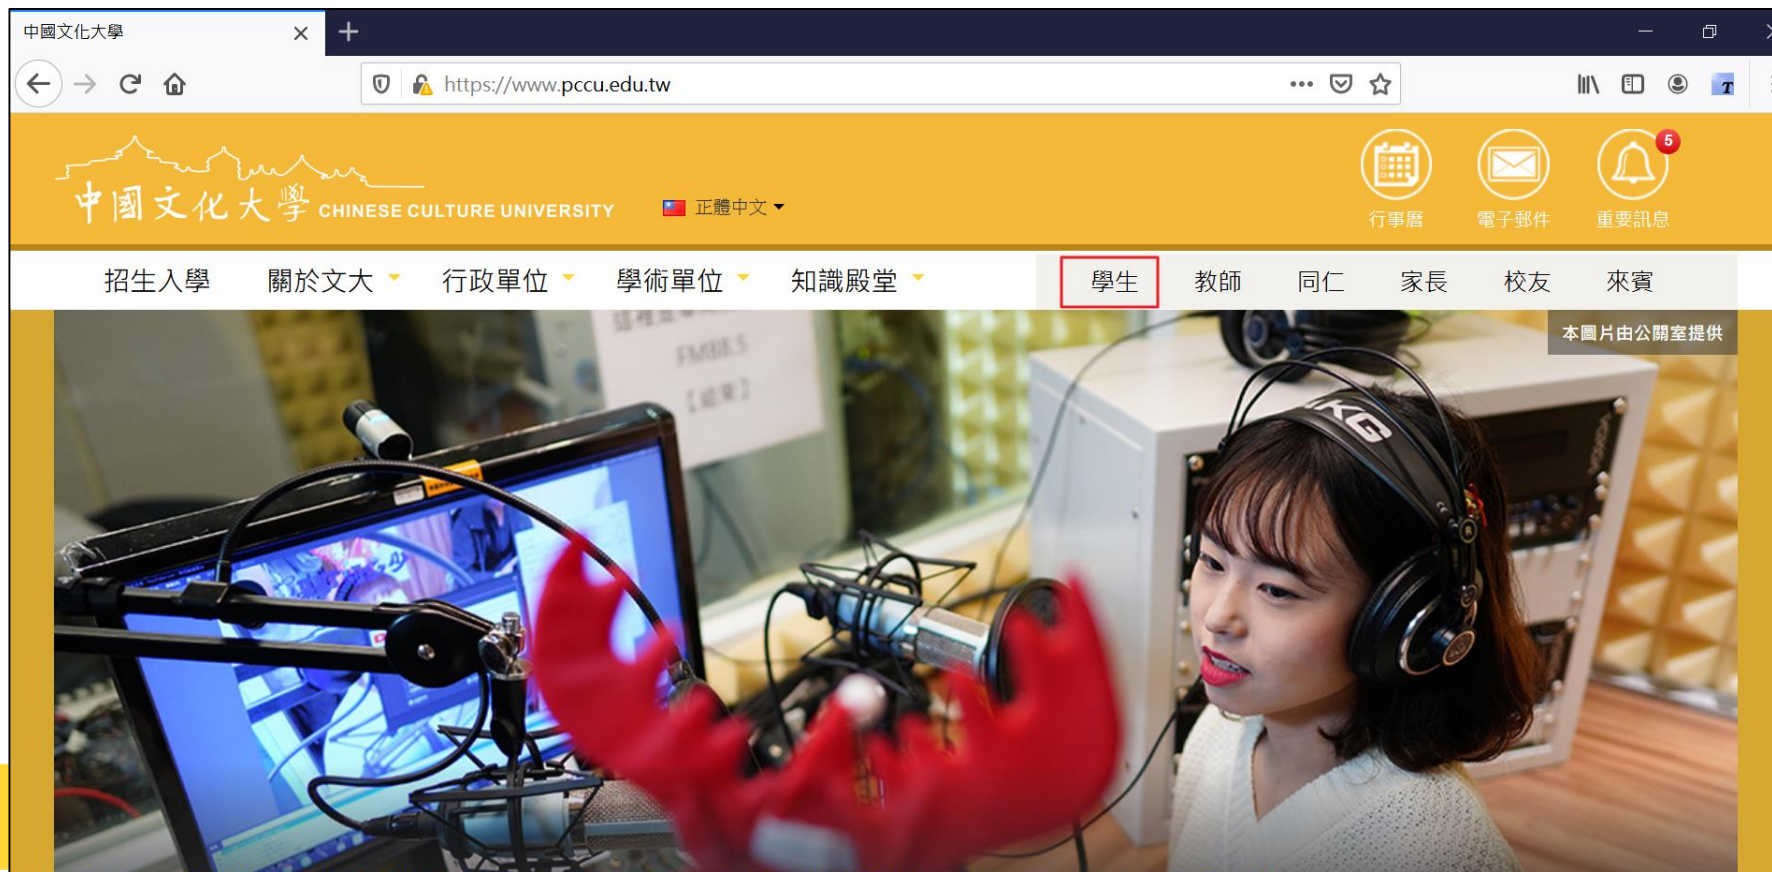 中國文化大學
https://www.pccu.edu.tw
中國文化大學 CHINESE CULTURE UNIVERSITY
正體中文
行事曆
電子郵件
5
重要訊息
招生入學 關於文大 行政單位 學術單位 知識殿堂 學生 教師 同仁 家長 校友 來賓
本圖片由公關室提供
FM88.5
【結束】
AKG